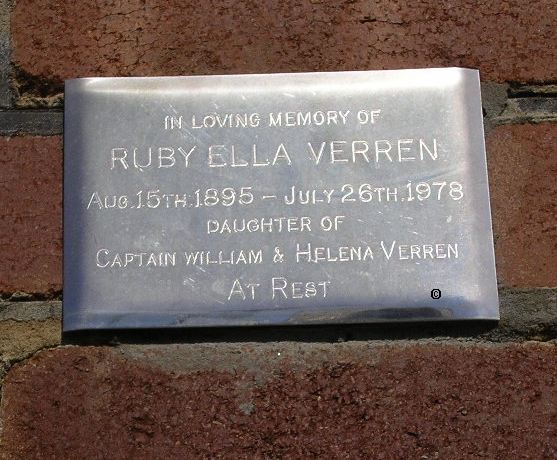 IN LOVING MEMORY OF
RUBY ELLA VERREN
AUG. 15TH. 1895 – JULY 26TH. 1978
DAUGHTER OF
CAPTAIN WILLIAM & HELENA VERREN
AT REST
©